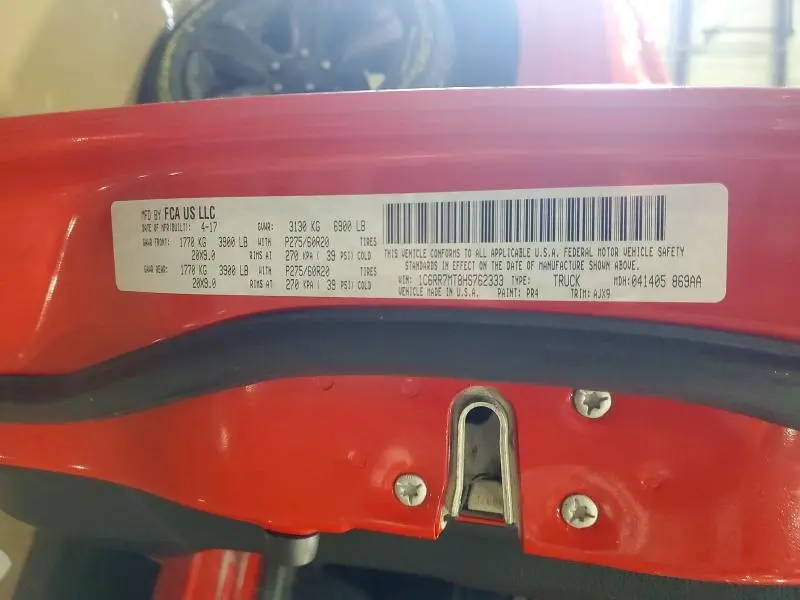 MFD BY FCA US LLC
DATE OF MFR(BUILT): 4-17 GVWR: 3130 KG 6900 LB
GAWR FRONT: 1770 KG 3900 LB WITH P275/60R20 TIRES
20X9.0 RIMS AT 270 KPA ( 39 PSI) COLD
GAWR REAR: 1770 KG 3900 LB WITH P275/60R20 TIRES
20X9.0 RIMS AT 270 KPA ( 39 PSI) COLD
THIS VEHICLE CONFORMS TO ALL APPLICABLE U.S.A. FEDERAL MOTOR VEHICLE SAFETY
STANDARDS IN EFFECT ON THE DATE OF MANUFACTURE SHOWN ABOVE.
VIN: 1C6RR7MT8HS762333 TYPE: TRUCK MDH: 041405 869AA
VEHICLE MADE IN U.S.A. PAINT: PR4 TRIM: AJX9